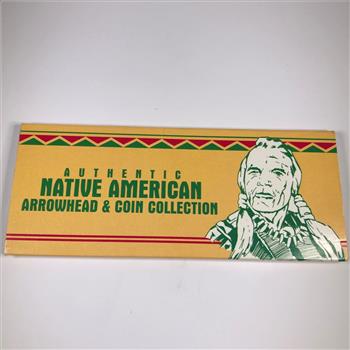 AUTHENTIC
NATIVE AMERICAN
ARROWHEAD & COIN COLLECTION